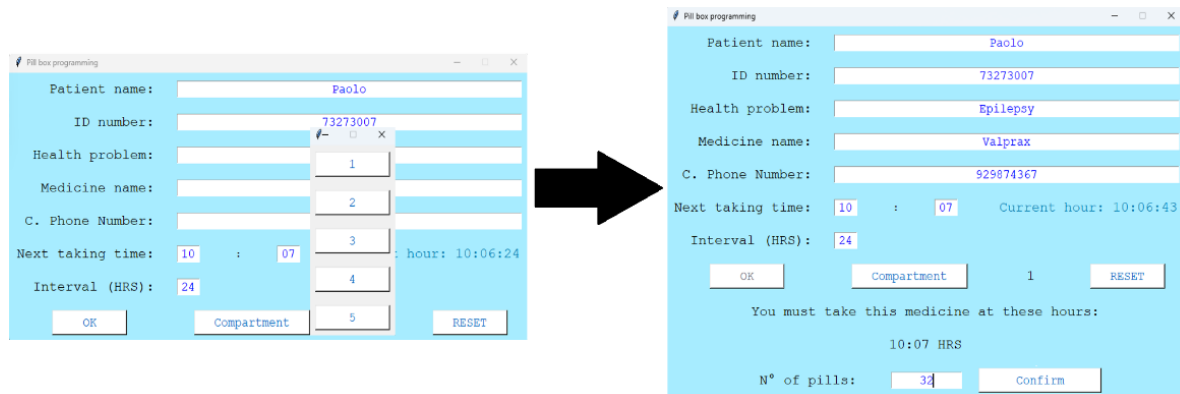 Pill box programming
Patient name: Paolo
ID number: 73273007
Health problem:
Medicine name:
C. Phone Number:
Next taking time: 10 : 07 : hour: 10:06:24
Interval (HRS): 24
OK Compartment RESET
1
2
3
4
5
Pill box programming
Patient name: Paolo
ID number: 73273007
Health problem: Epilepsy
Medicine name: Valprax
C. Phone Number: 929874367
Next taking time: 10 : 07 Current hour: 10:06:43
Interval (HRS): 24
OK Compartment 1 RESET
You must take this medicine at these hours:
10:07 HRS
N° of pills: 32 Confirm